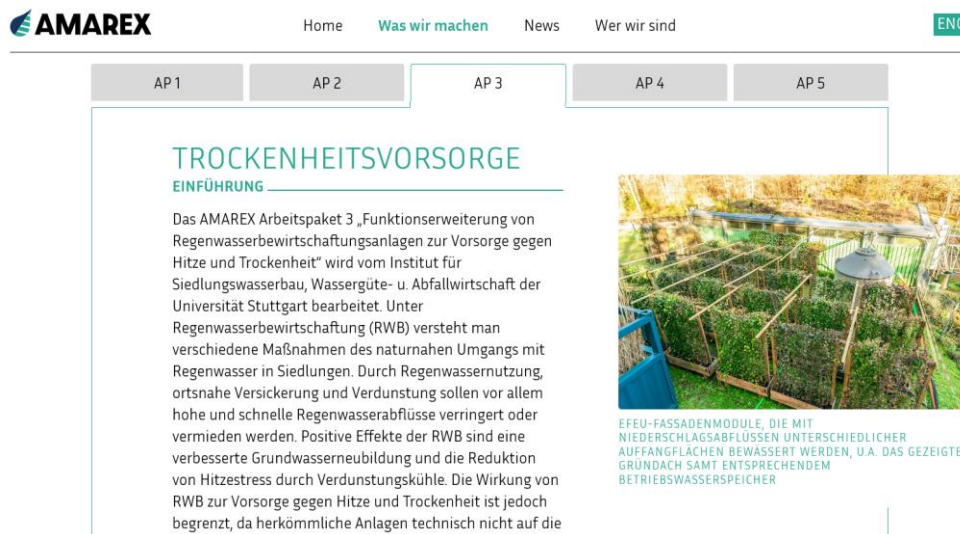 AMAREX
Home
Was wir machen
News
Wer wir sind
AP 1
AP 2
AP 3
AP 4
AP 5
TROCKENHEITSVORSORGE
EINFÜHRUNG
Das AMAREX Arbeitspaket 3 „Funktionserweiterung von
Regenwasserbewirtschaftungsanlagen zur Vorsorge gegen
Hitze und Trockenheit“ wird vom Institut für
Siedlungswasserbau, Wassergüte- u. Abfallwirtschaft der
Universität Stuttgart bearbeitet. Unter
Regenwasserbewirtschaftung (RWB) versteht man
verschiedene Maßnahmen des naturnahen Umgangs mit
Regenwasser in Siedlungen. Durch Regenwassernutzung,
ortsnahe Versickerung und Verdunstung sollen vor allem
hohe und schnelle Regenwasserabflüsse verringert oder
vermieden werden. Positive Effekte der RWB sind eine
verbesserte Grundwasserneubildung und die Reduktion
von Hitzestress durch Verdunstungskühle. Die Wirkung von
RWB zur Vorsorge gegen Hitze und Trockenheit ist jedoch
begrenzt, da herkömmliche Anlagen technisch nicht auf die
EFEU-FASSADENMODULE, DIE MIT
NIEDERSCHLAGSABFLÜSSEN UNTERSCHIEDLICHER
AUFFANGFLÄCHEN BEWÄSSERT WERDEN, U.A. DAS GEZEIGTE
GRÜNDACH SAMT ENTSPRECHENDEM
BETRIEBSWASSERSPEICHER